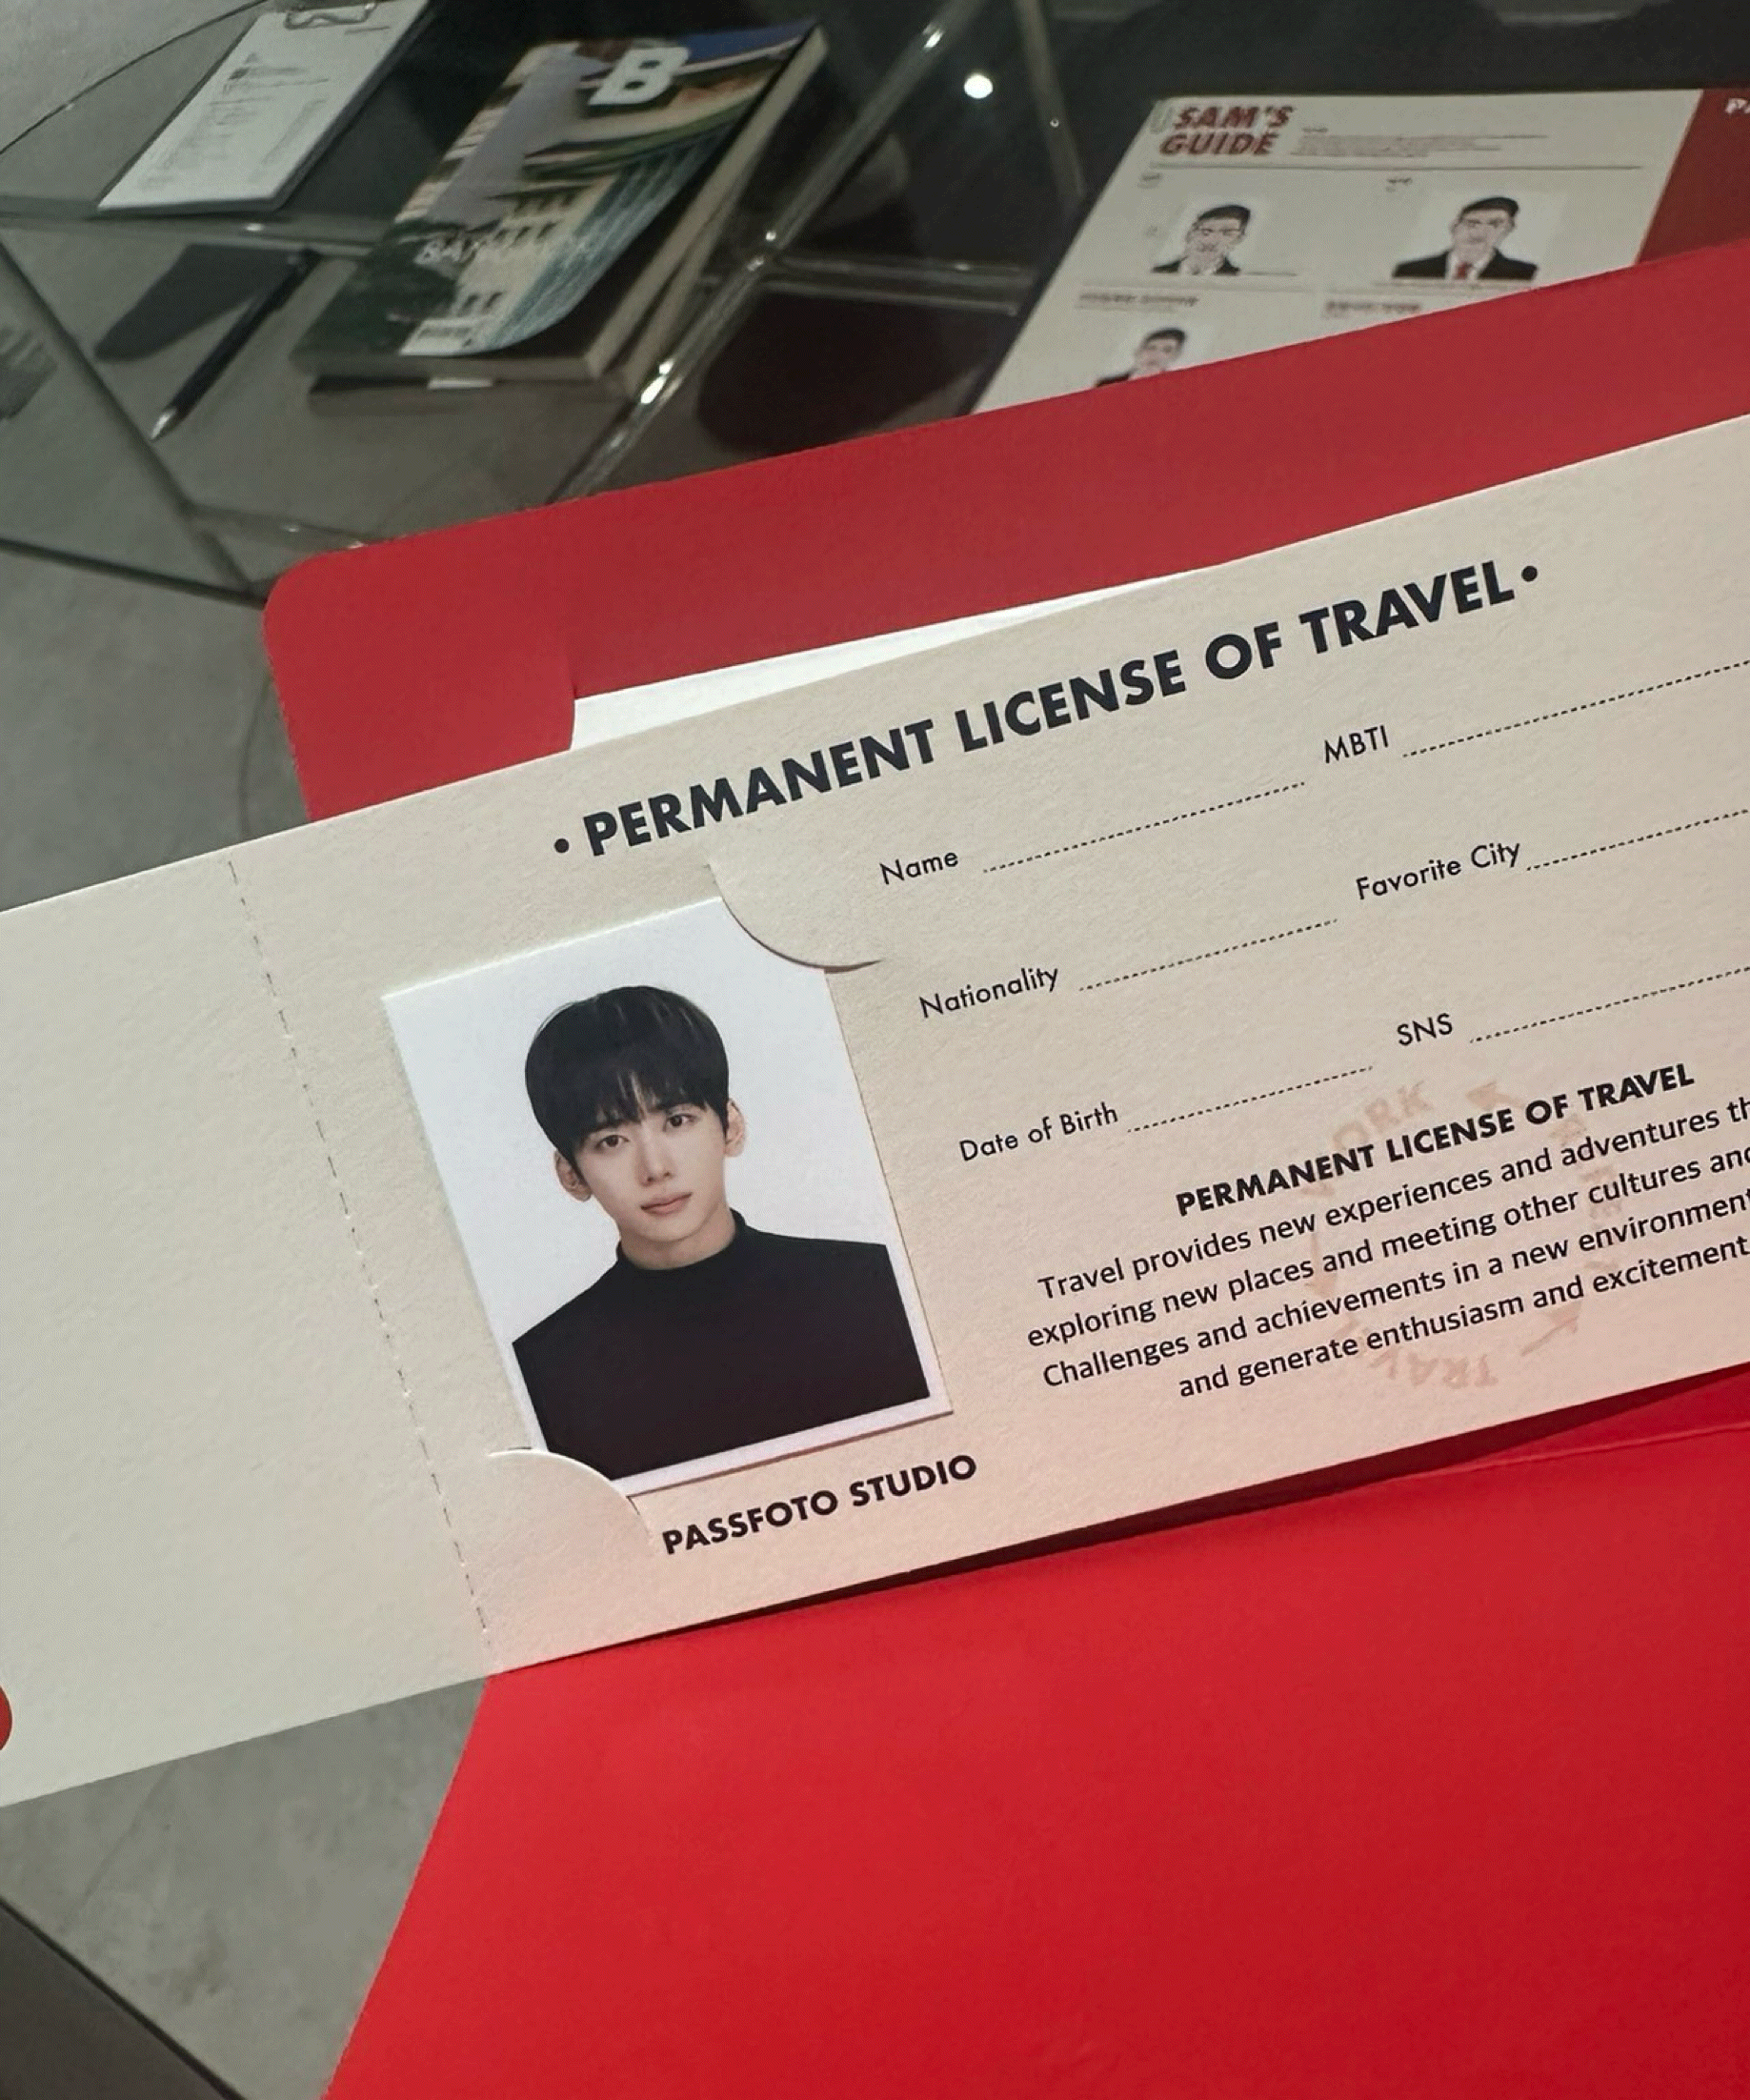 B
SAM'S
GUIDE
• PERMANENT LICENSE OF TRAVEL •
Name
MBTI
Nationality
Favorite City
Date of Birth
SNS
PERMANENT LICENSE OF TRAVEL
Travel provides new experiences and adventures
exploring new places and meeting other cultures
Challenges and achievements in a new environment
and generate enthusiasm and excitement
PASSFOTO STUDIO